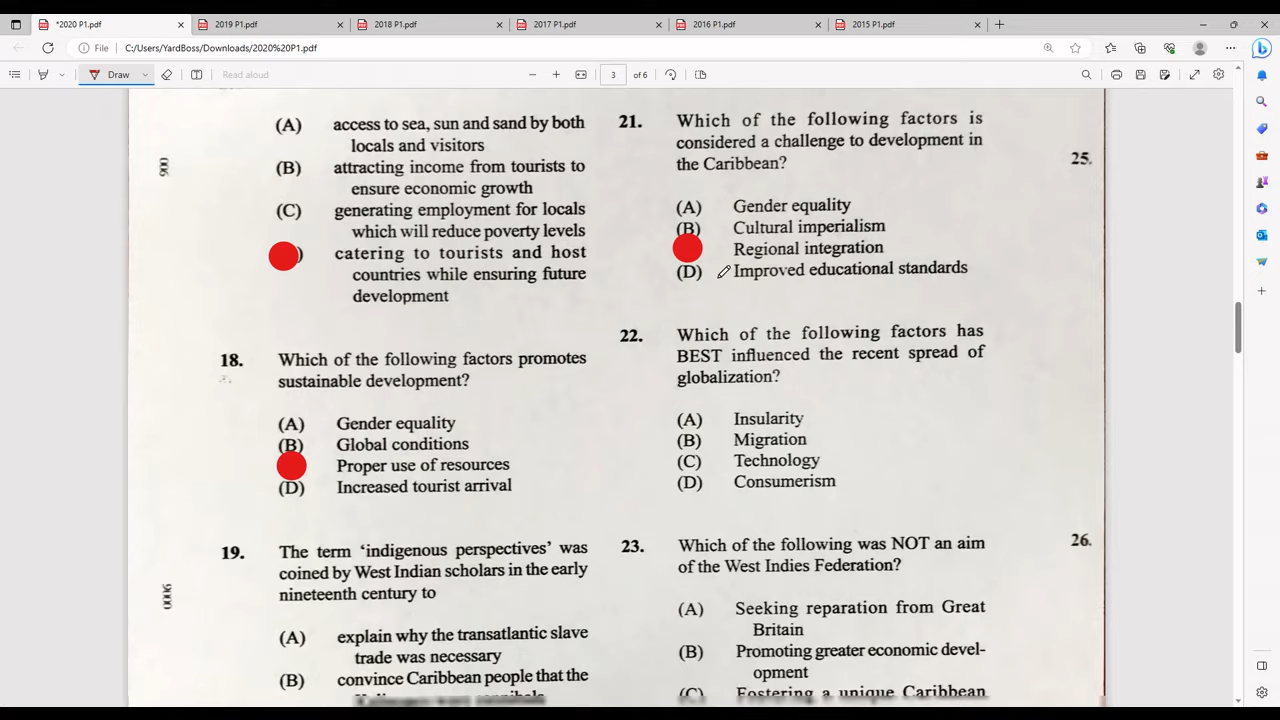 *2020 P1.pdf
2019 P1.pdf
2018 P1.pdf
2017 P1.pdf
2016 P1.pdf
2015 P1.pdf
File
C:/Users/YardBoss/Downloads/2020%20P1.pdf
Draw
Read aloud
3
of 6
900
(A) access to sea, sun and sand by both
locals and visitors
(B) attracting income from tourists to
ensure economic growth
(C) generating employment for locals
which will reduce poverty levels
) catering to tourists and host
countries while ensuring future
development
18. Which of the following factors promotes
sustainable development?
(A) Gender equality
(B) Global conditions
Proper use of resources
(D) Increased tourist arrival
19. The term ‘indigenous perspectives’ was
coined by West Indian scholars in the early
nineteenth century to
(A) explain why the transatlantic slave
trade was necessary
(B) convince Caribbean people that the
21. Which of the following factors is
considered a challenge to development in
the Caribbean?
(A) Gender equality
(B) Cultural imperialism
Regional integration
(D) Improved educational standards
22. Which of the following factors has
BEST influenced the recent spread of
globalization?
(A) Insularity
(B) Migration
(C) Technology
(D) Consumerism
23. Which of the following was NOT an aim
of the West Indies Federation?
(A) Seeking reparation from Great
Britain
(B) Promoting greater economic devel-
opment
(C) Fostering a unique Caribbean
25.
26.